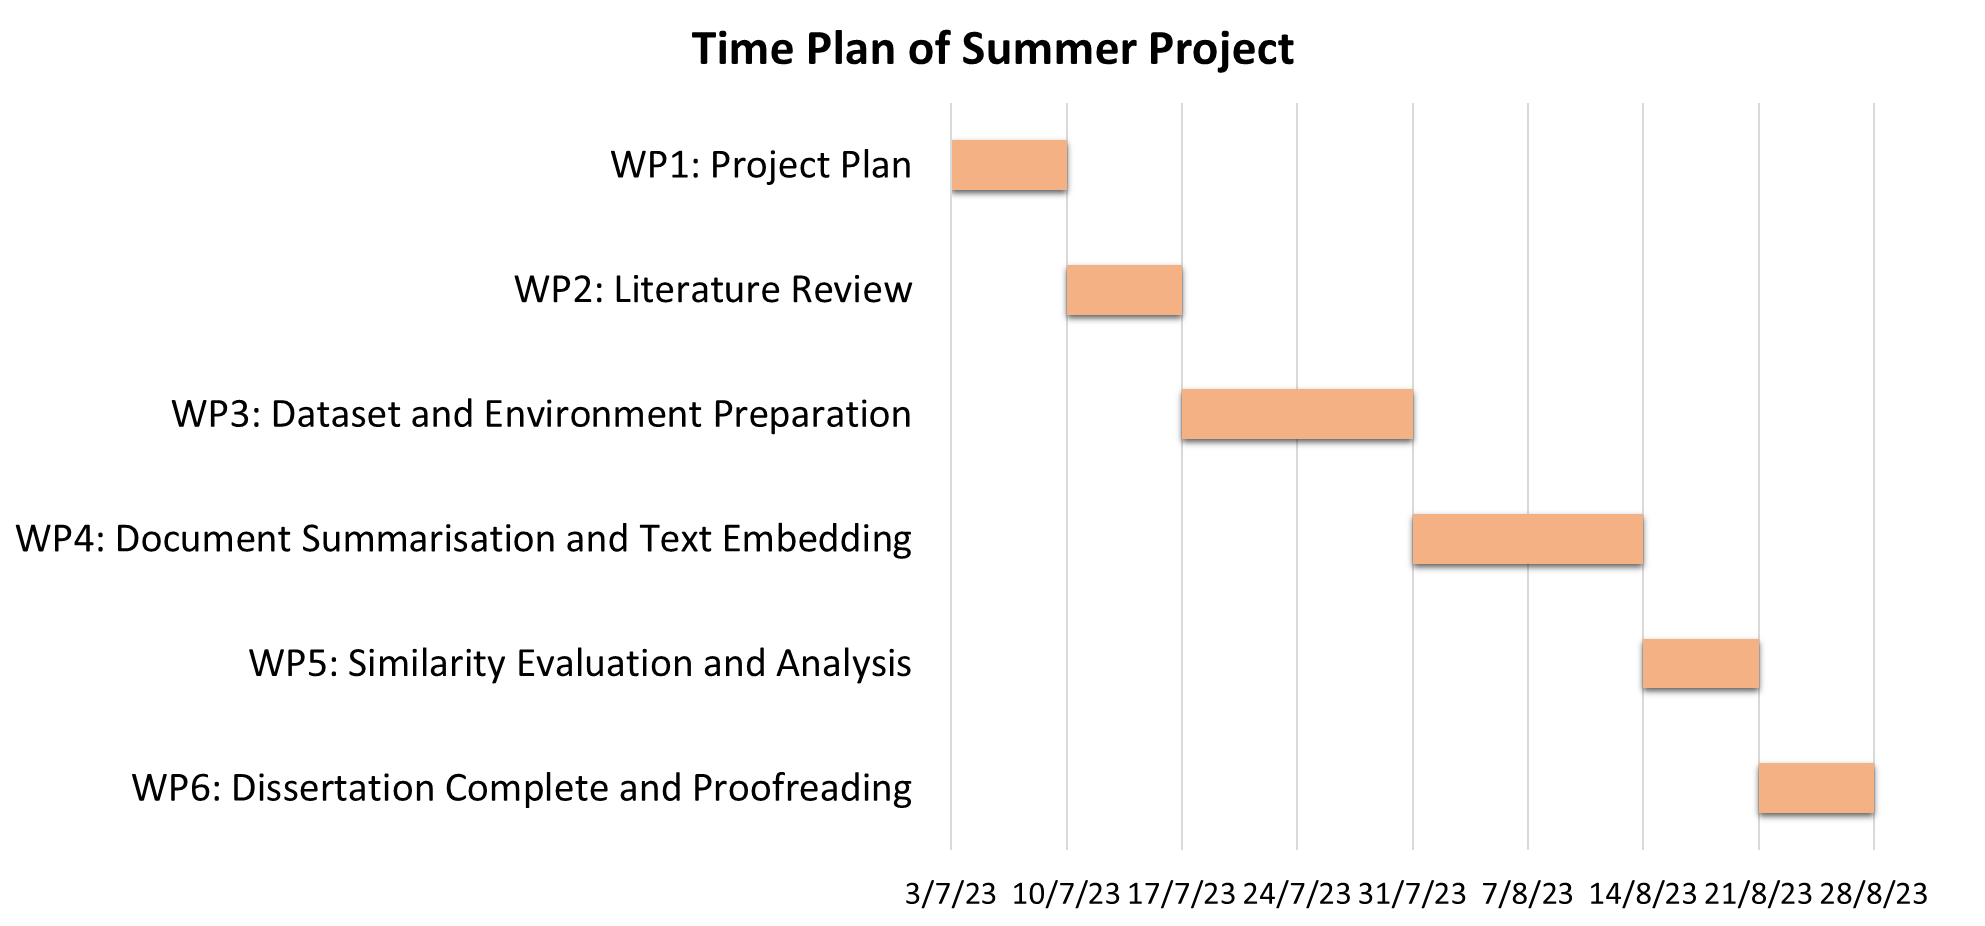 Time Plan of Summer Project
WP1: Project Plan
WP2: Literature Review
WP3: Dataset and Environment Preparation
WP4: Document Summarisation and Text Embedding
WP5: Similarity Evaluation and Analysis
WP6: Dissertation Complete and Proofreading
3/7/23 10/7/23 17/7/23 24/7/23 31/7/23 7/8/23 14/8/23 21/8/23 28/8/23